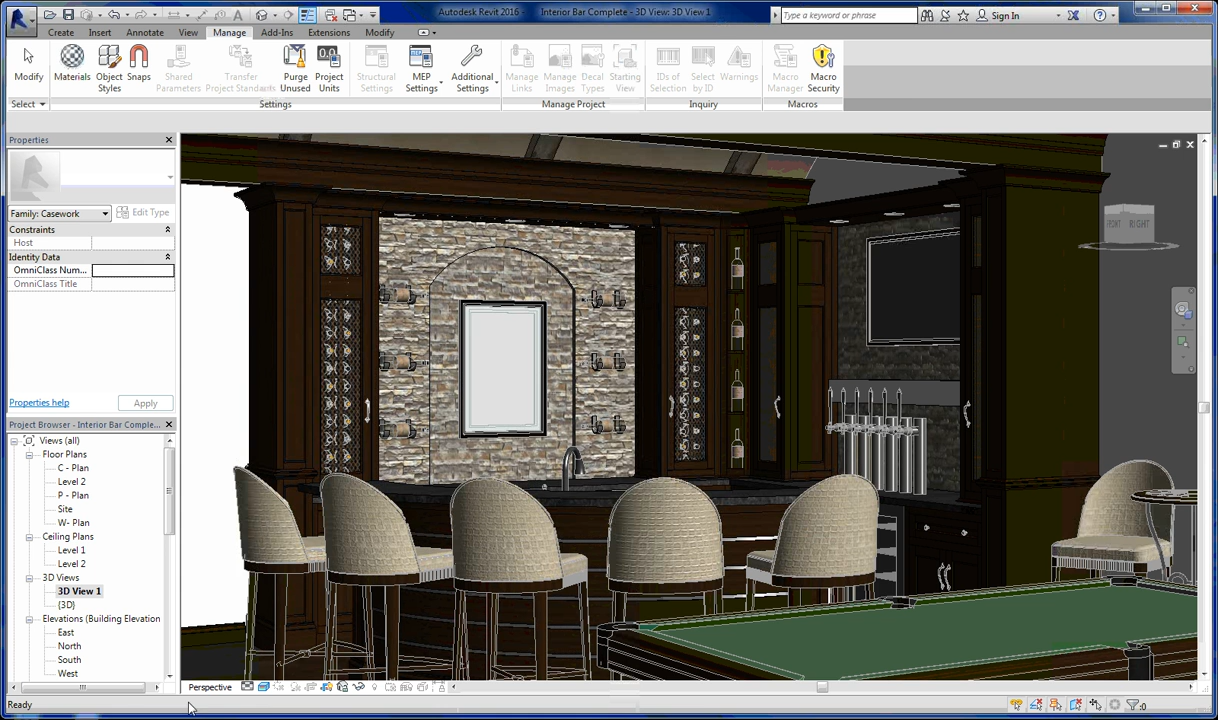 Autodesk Revit 2016 - Interior Bar Complete - 3D View: 3D View 1
Type a keyword or phrase
Sign In
Create Insert Annotate View Manage Add-Ins Extensions Modify
Modify
Materials
Object Styles
Snaps
Shared Parameters
Transfer Project Standards
Purge Unused
Project Units
Structural Settings
MEP Settings
Additional Settings
Manage Links
Manage Images
Decal Types
Starting View
IDs of Selection
Select by ID
Warnings
Macro Manager
Macro Security
Select
Settings
Manage Project
Inquiry
Macros
Properties
Family: Casework
Edit Type
Constraints
Host
Identity Data
OmniClass Num...
OmniClass Title
Properties help
Apply
Project Browser - Interior Bar Comple...
Views (all)
Floor Plans
C - Plan
Level 2
P - Plan
Site
W- Plan
Ceiling Plans
Level 1
Level 2
3D Views
3D View 1
{3D}
Elevations (Building Elevation
East
North
South
West
FRONT RIGHT
Perspective
Ready
:0